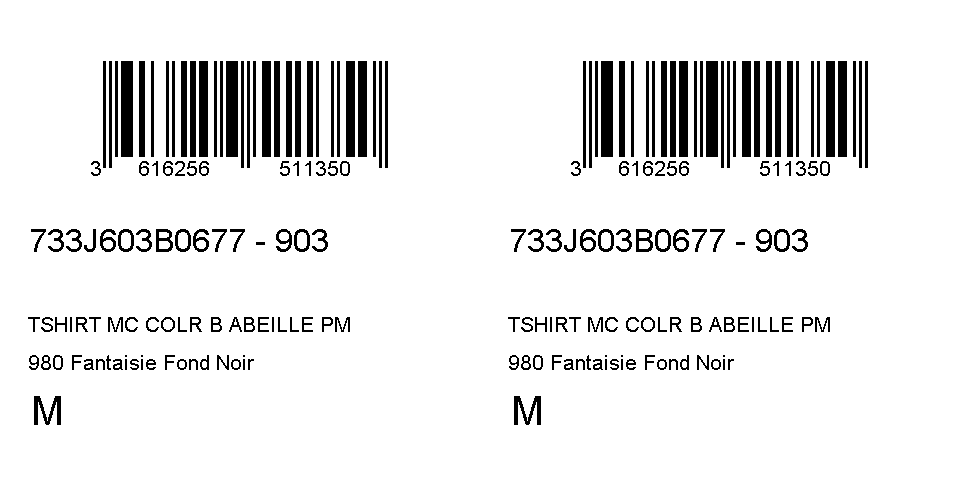 3 616256 511350
733J603B0677 - 903
TSHIRT MC COLR B ABEILLE PM
980 Fantaisie Fond Noir
M
3 616256 511350
733J603B0677 - 903
TSHIRT MC COLR B ABEILLE PM
980 Fantaisie Fond Noir
M